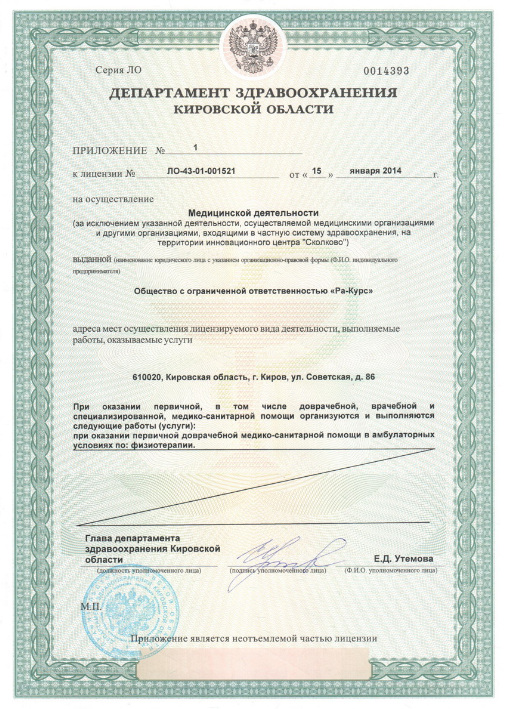 Серия ЛО 0014393
ДЕПАРТАМЕНТ ЗДРАВООХРАНЕНИЯ
КИРОВСКОЙ ОБЛАСТИ
ПРИЛОЖЕНИЕ № 1
к лицензии № ЛО-43-01-001521 от « 15 » января 2014 г.
на осуществление
Медицинской деятельности
(за исключением указанной деятельности, осуществляемой медицинскими организациями
и другими организациями, входящими в частную систему здравоохранения, на
территории инновационного центра "Сколково")
выданной (наименование юридического лица с указанием организационно-правовой формы (Ф.И.О. индивидуального
предпринимателя)
Общество с ограниченной ответственностью «Ра-Курс»
адреса мест осуществления лицензируемого вида деятельности, выполняемые
работы, оказываемые услуги
610020, Кировская область, г. Киров, ул. Советская, д. 86
При оказании первичной, в том числе доврачебной, врачебной и
специализированной, медико-санитарной помощи организуются и выполняются
следующие работы (услуги):
при оказании первичной доврачебной медико-санитарной помощи в амбулаторных
условиях по: физиотерапии.
Глава департамента
здравоохранения Кировской
области Е.Д. Утемова
(должность уполномоченного лица) (подпись уполномоченного лица) (Ф.И.О. уполномоченного лица)
М.П.
Приложение является неотъемлемой частью лицензии